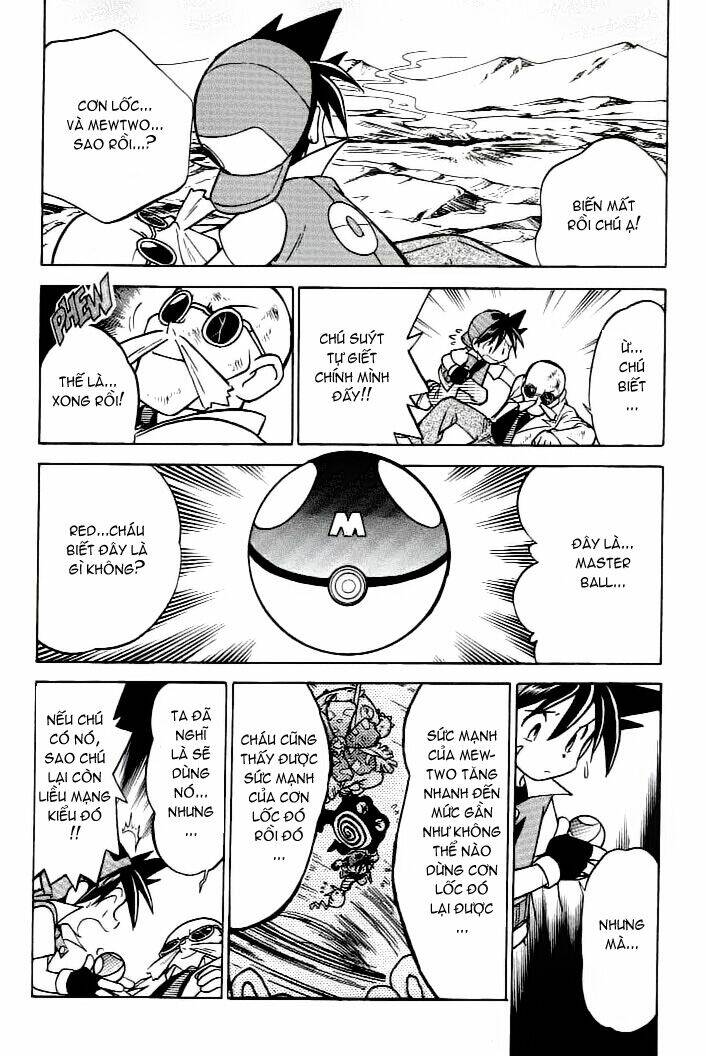 CƠN LỐC...
VÀ MEWTWO...
SAO RỒI...?
BIẾN MẤT
RỒI CHÚ Ạ!
PHEW
THẾ LÀ...
XONG RỒI!
CHÚ SUÝT
TỰ GIẾT
CHÍNH MÌNH
ĐẤY!!
Ừ...
CHÚ
BIẾT
...
RED...CHÁU
BIẾT ĐÂY LÀ
GÌ KHÔNG?
M
ĐÂY LÀ...
MASTER
BALL...
NẾU CHÚ
CÓ NÓ,
SAO CHÚ
LẠI CÒN
LIỀU MẠNG
KIỂU ĐÓ
!!
TA ĐÃ
NGHĨ LÀ SẼ
DÙNG
NÓ...
...NHƯNG
...
CHÁU CŨNG
THẤY ĐƯỢC
SỨC MẠNH
CỦA CƠN
LỐC ĐÓ
RỒI ĐÓ
...
SỨC MẠNH
CỦA MEW-
TWO TĂNG
NHANH ĐẾN
MỨC GẦN
NHƯ KHÔNG
THỂ NÀO
DỪNG CƠN
LỐC ĐÓ
LẠI ĐƯỢC
...
NHƯNG
MÀ...